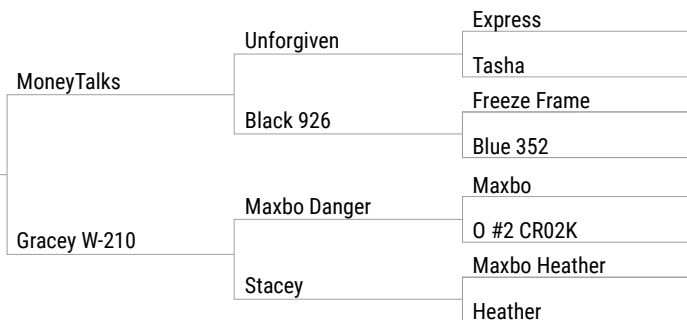 Express
Unforgiven
Tasha
MoneyTalks
Freeze Frame
Black 926
Blue 352
Maxbo
Maxbo Danger
O #2 CR02K
Gracey W-210
Maxbo Heather
Stacey
Heather